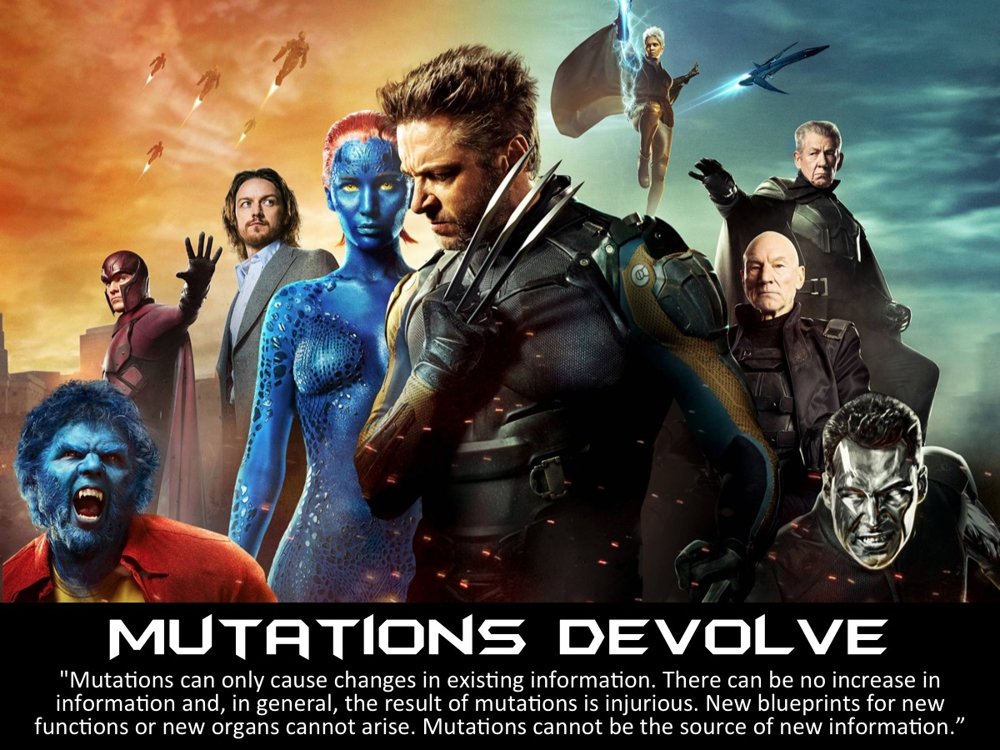 MUTATIONS DEVOLVE
"Mutations can only cause changes in existing information. There can be no increase in
information and, in general, the result of mutations is injurious. New blueprints for new
functions or new organs cannot arise. Mutations cannot be the source of new information.”